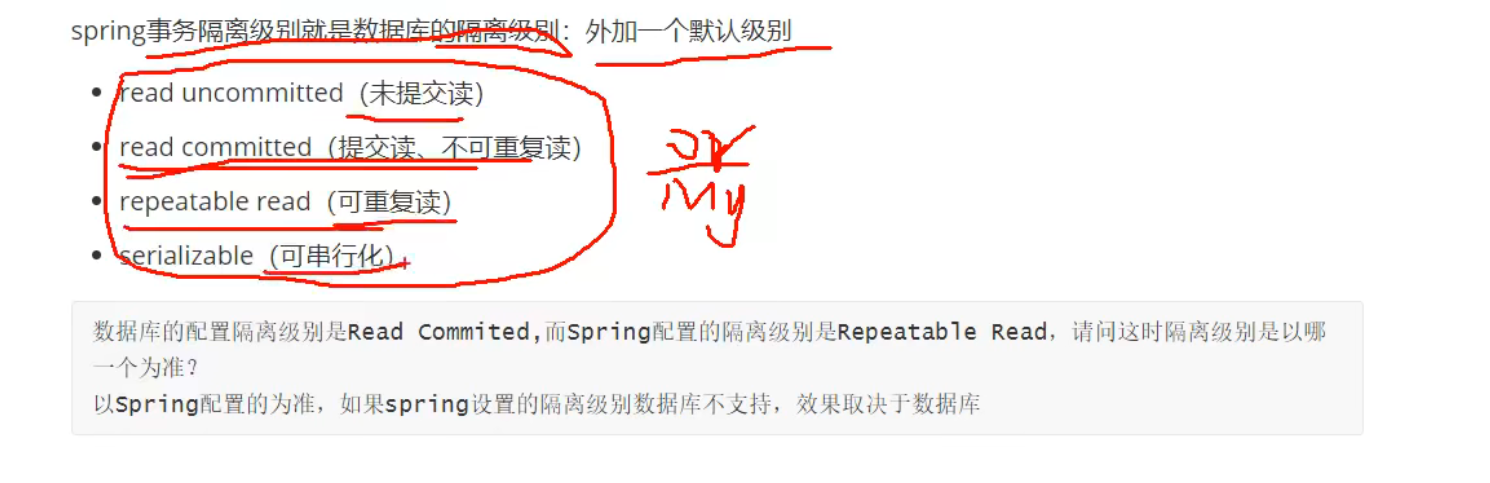 spring事务隔离级别就是数据库的隔离级别：外加一个默认级别
• read uncommitted（未提交读）
• read committed（提交读、不可重复读）
• repeatable read（可重复读）
• serializable（可串行化）
My
数据库的配置隔离级别是Read Commited,而Spring配置的隔离级别是Repeatable Read，请问这时隔离级别是以哪
一个为准？
以Spring配置的为准，如果spring设置的隔离级别数据库不支持，效果取决于数据库